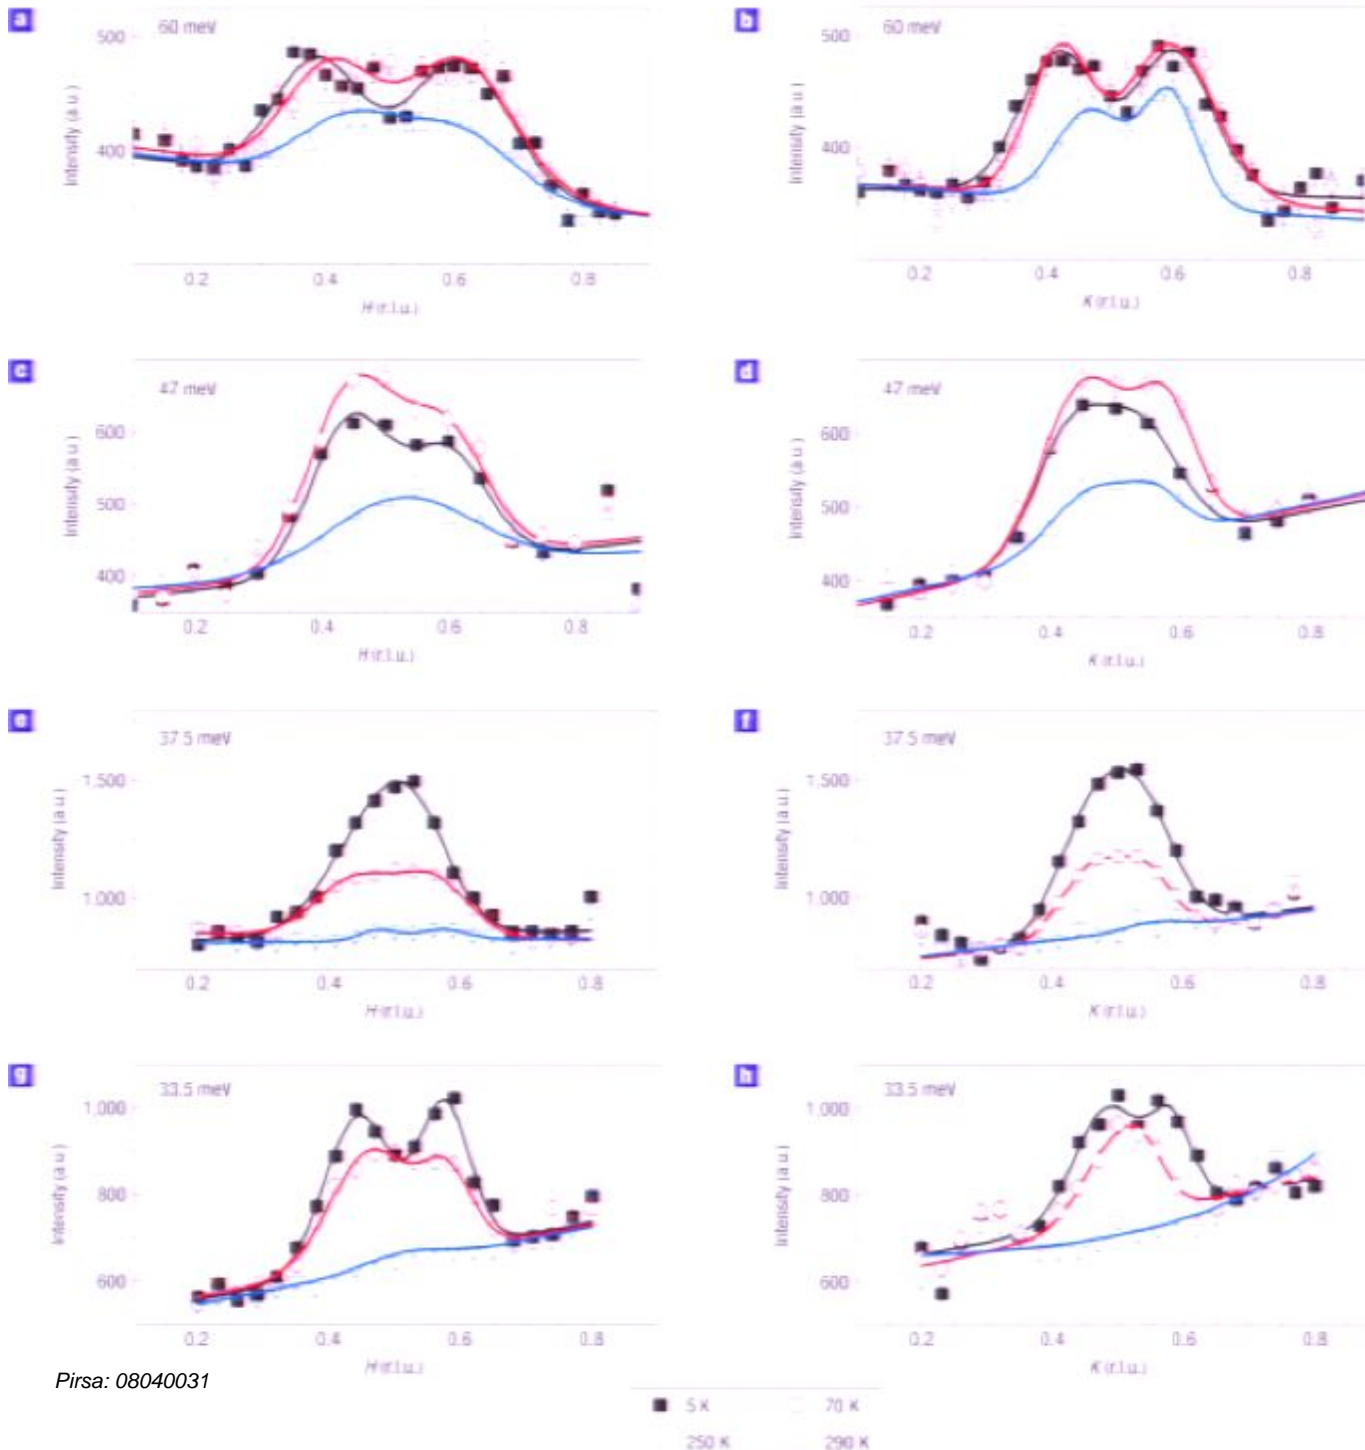 a 60 meV
500
400
Intensity (a.u.)
0.2 0.4 0.6 0.8
H (r.l.u.)
b 60 meV
500
400
Intensity (a.u.)
0.2 0.4 0.6 0.8
K (r.l.u.)
c 47 meV
600
500
400
Intensity (a.u.)
0.2 0.4 0.6 0.8
H (r.l.u.)
d 47 meV
600
500
400
Intensity (a.u.)
0.2 0.4 0.6 0.8
K (r.l.u.)
e 37.5 meV
1,500
1,000
Intensity (a.u.)
0.2 0.4 0.6 0.8
H (r.l.u.)
f 37.5 meV
1,500
1,000
Intensity (a.u.)
0.2 0.4 0.6 0.8
K (r.l.u.)
g 33.5 meV
1,000
800
600
Intensity (a.u.)
0.2 0.4 0.6 0.8
H (r.l.u.)
h 33.5 meV
1,000
800
600
Intensity (a.u.)
0.2 0.4 0.6 0.8
K (r.l.u.)
Pirsa: 08040031
5 K 70 K
250 K 290 K